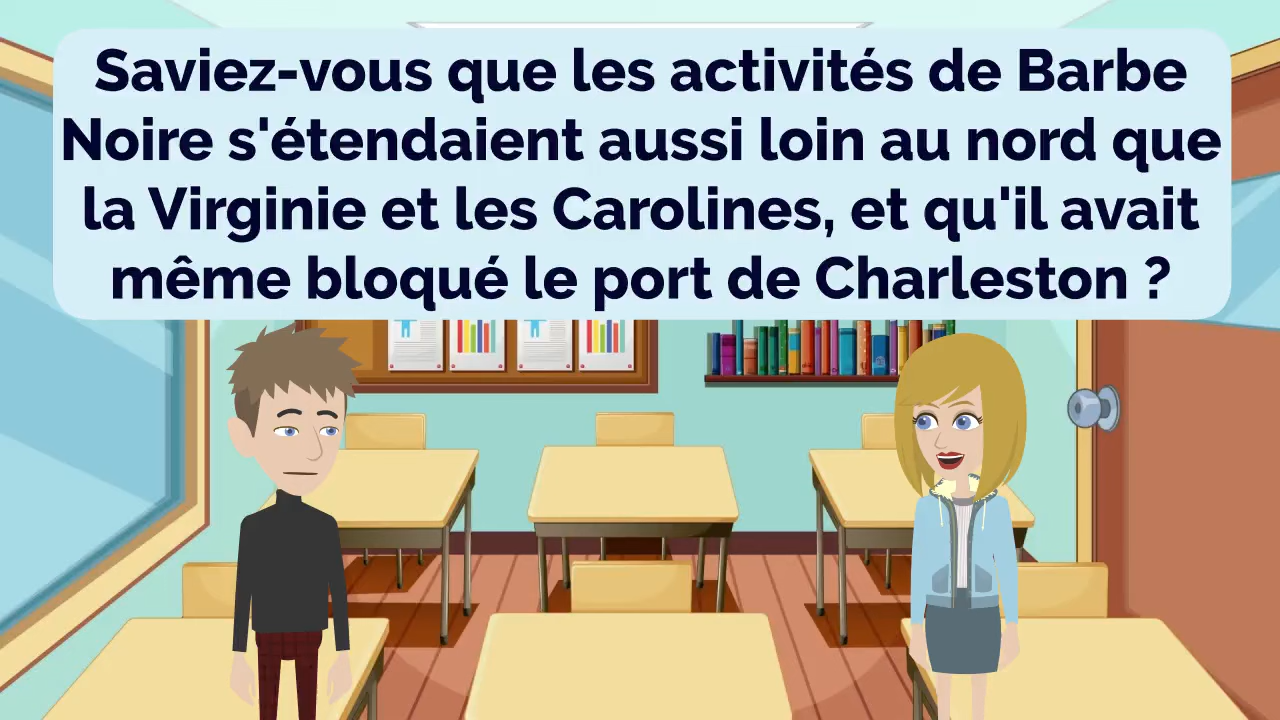 Saviez-vous que les activités de Barbe
Noire s'étendaient aussi loin au nord que
la Virginie et les Carolines, et qu'il avait
même bloqué le port de Charleston ?